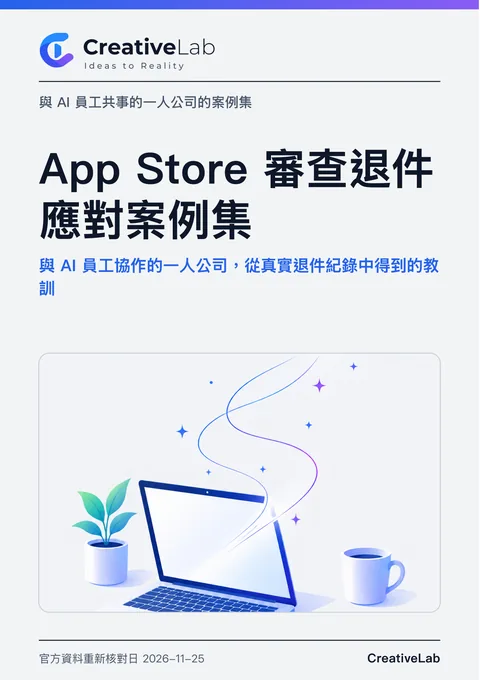 CreativeLab
Ideas to Reality
與 AI 員工共事的一人公司的案例集
App Store 審查退件
應對案例集
與 AI 員工協作的一人公司，從真實退件紀錄中得到的教
訓
官方資料重新核對日 2026–11–25
CreativeLab